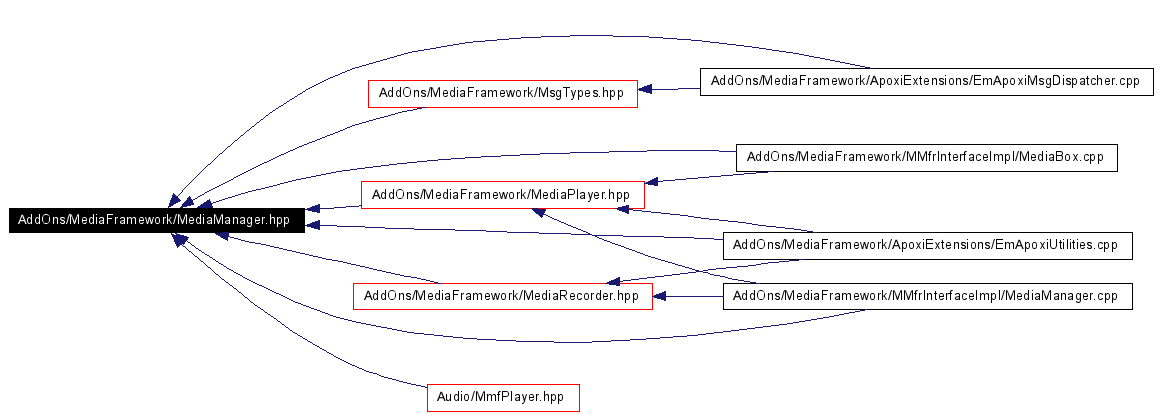 AddOns/MediaFramework/ApoxiExtensions/EmApoxiMsgDispatcher.cpp
AddOns/MediaFramework/MsgTypes.hpp
AddOns/MediaFramework/MMfrInterfaceImpl/MediaBox.cpp
AddOns/MediaFramework/MediaPlayer.hpp
AddOns/MediaFramework/MediaManager.hpp
AddOns/MediaFramework/ApoxiExtensions/EmApoxiUtilities.cpp
AddOns/MediaFramework/MediaRecorder.hpp
AddOns/MediaFramework/MMfrInterfaceImpl/MediaManager.cpp
Audio/MmfPlayer.hpp